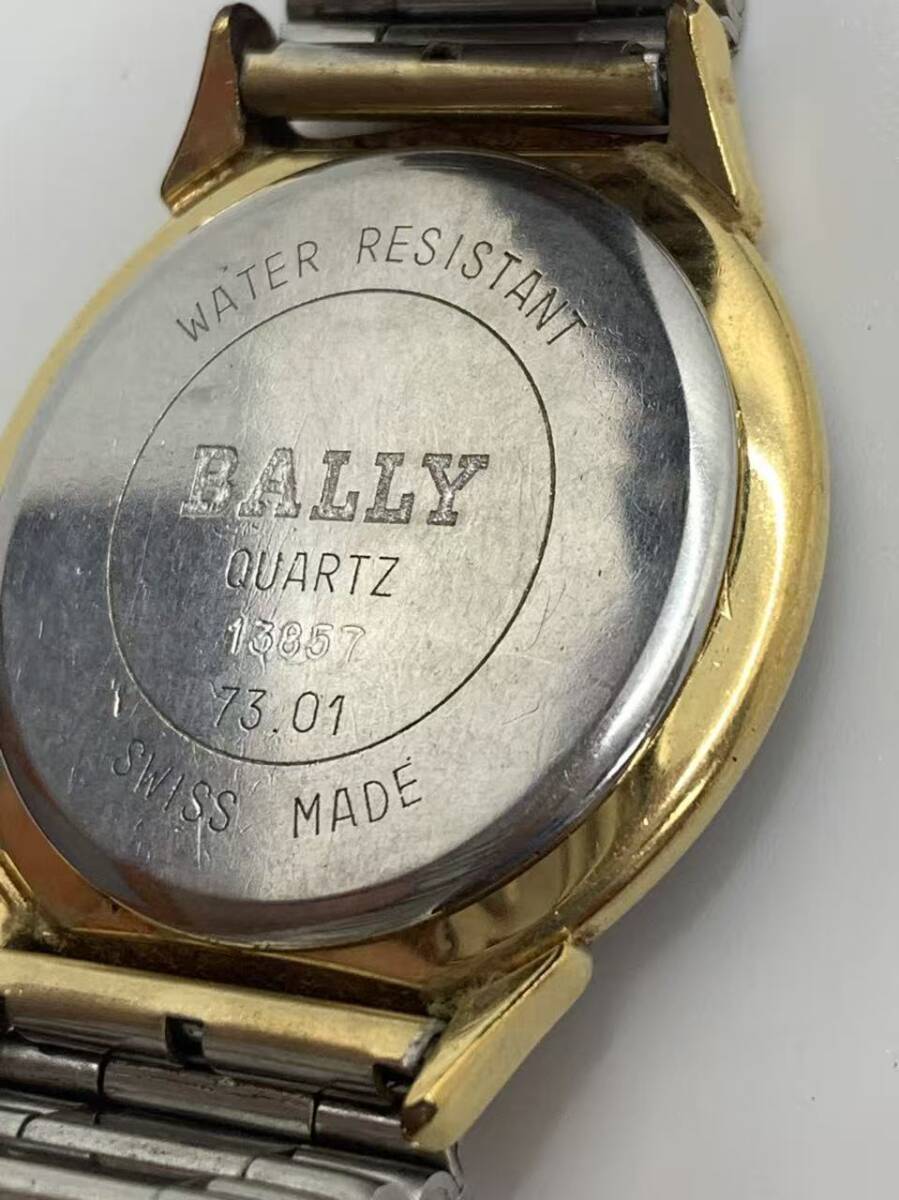 WATER RESISTANT
BALLY
QUARTZ
13857
73.01
SWISS MADE